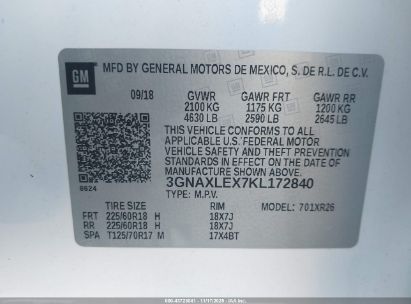 GM MFD BY GENERAL MOTORS DE MEXICO, S. DE R.L. DE C.V.
09/18 GVWR GAWR FRT GAWR RR
2100 KG 1175 KG 1200 KG
4630 LB 2590 LB 2645 LB
THIS VEHICLE CONFORMS TO ALL
APPLICABLE U.S. FEDERAL MOTOR
VEHICLE SAFETY AND THEFT
PREVENTION STANDARDS IN
EFFECT ON THE DATE OF
MANUFACTURE SHOWN ABOVE.
8624 3GNAXLEX7KL172840
TYPE: M.P.V. MODEL: 701XR26
TIRE SIZE RIM
FRT 225/60R18 H 18X7J
RR 225/60R18 H 18X7J
SPA T125/70R17 M 17X4BT